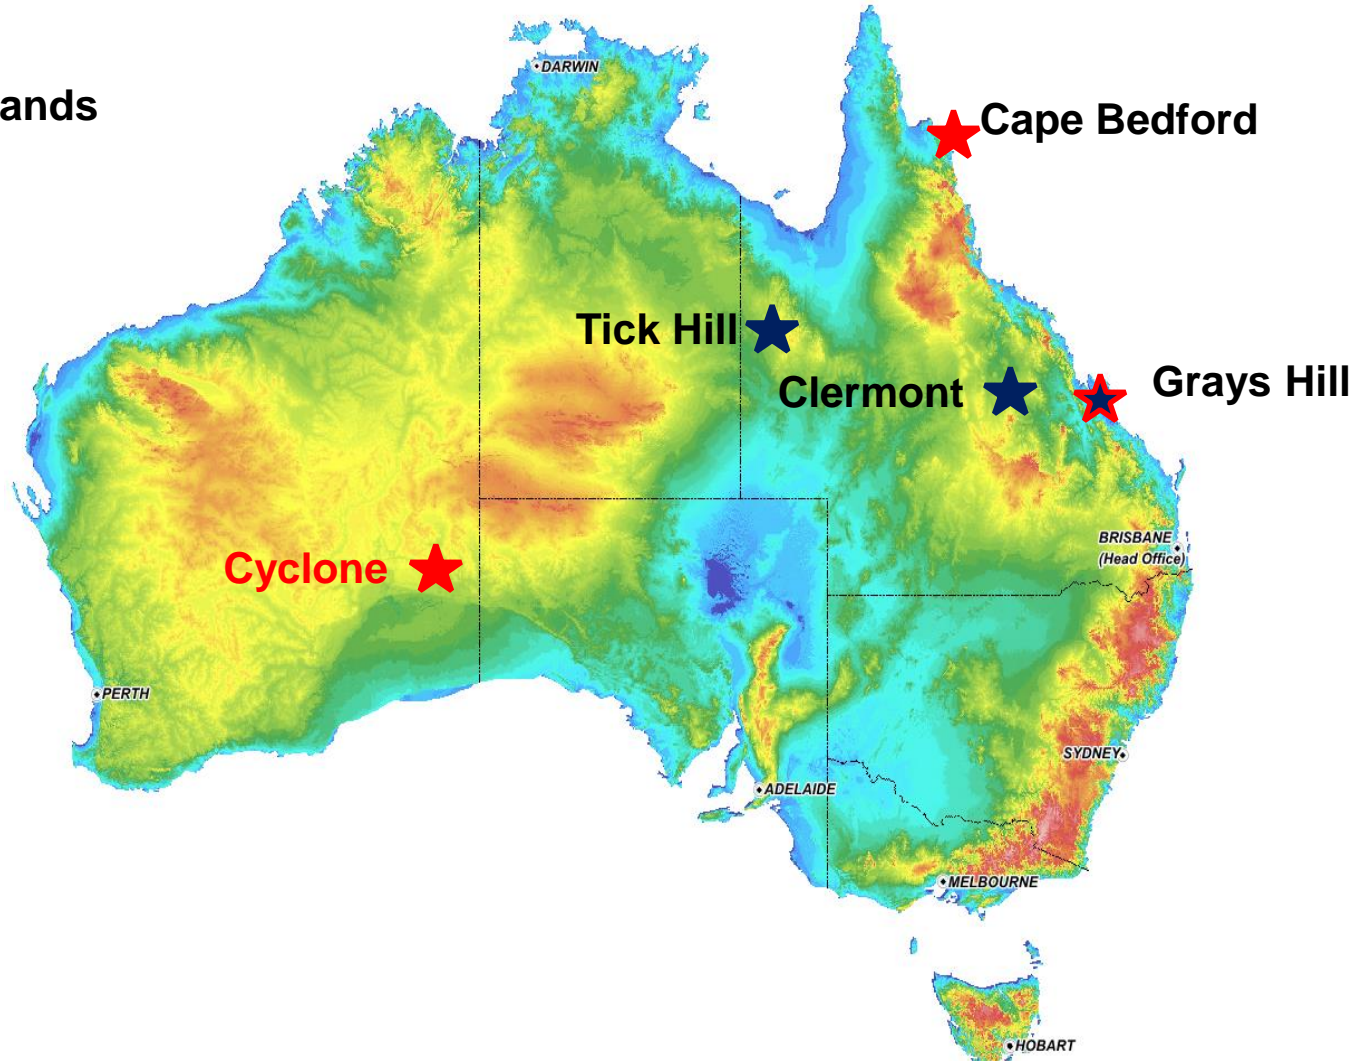 DARWIN
ands
Cape Bedford
Tick Hill
Clermont
Grays Hill
BRISBANE
(Head Office)
Cyclone
PERTH
SYDNEY
ADELAIDE
MELBOURNE
HOBART